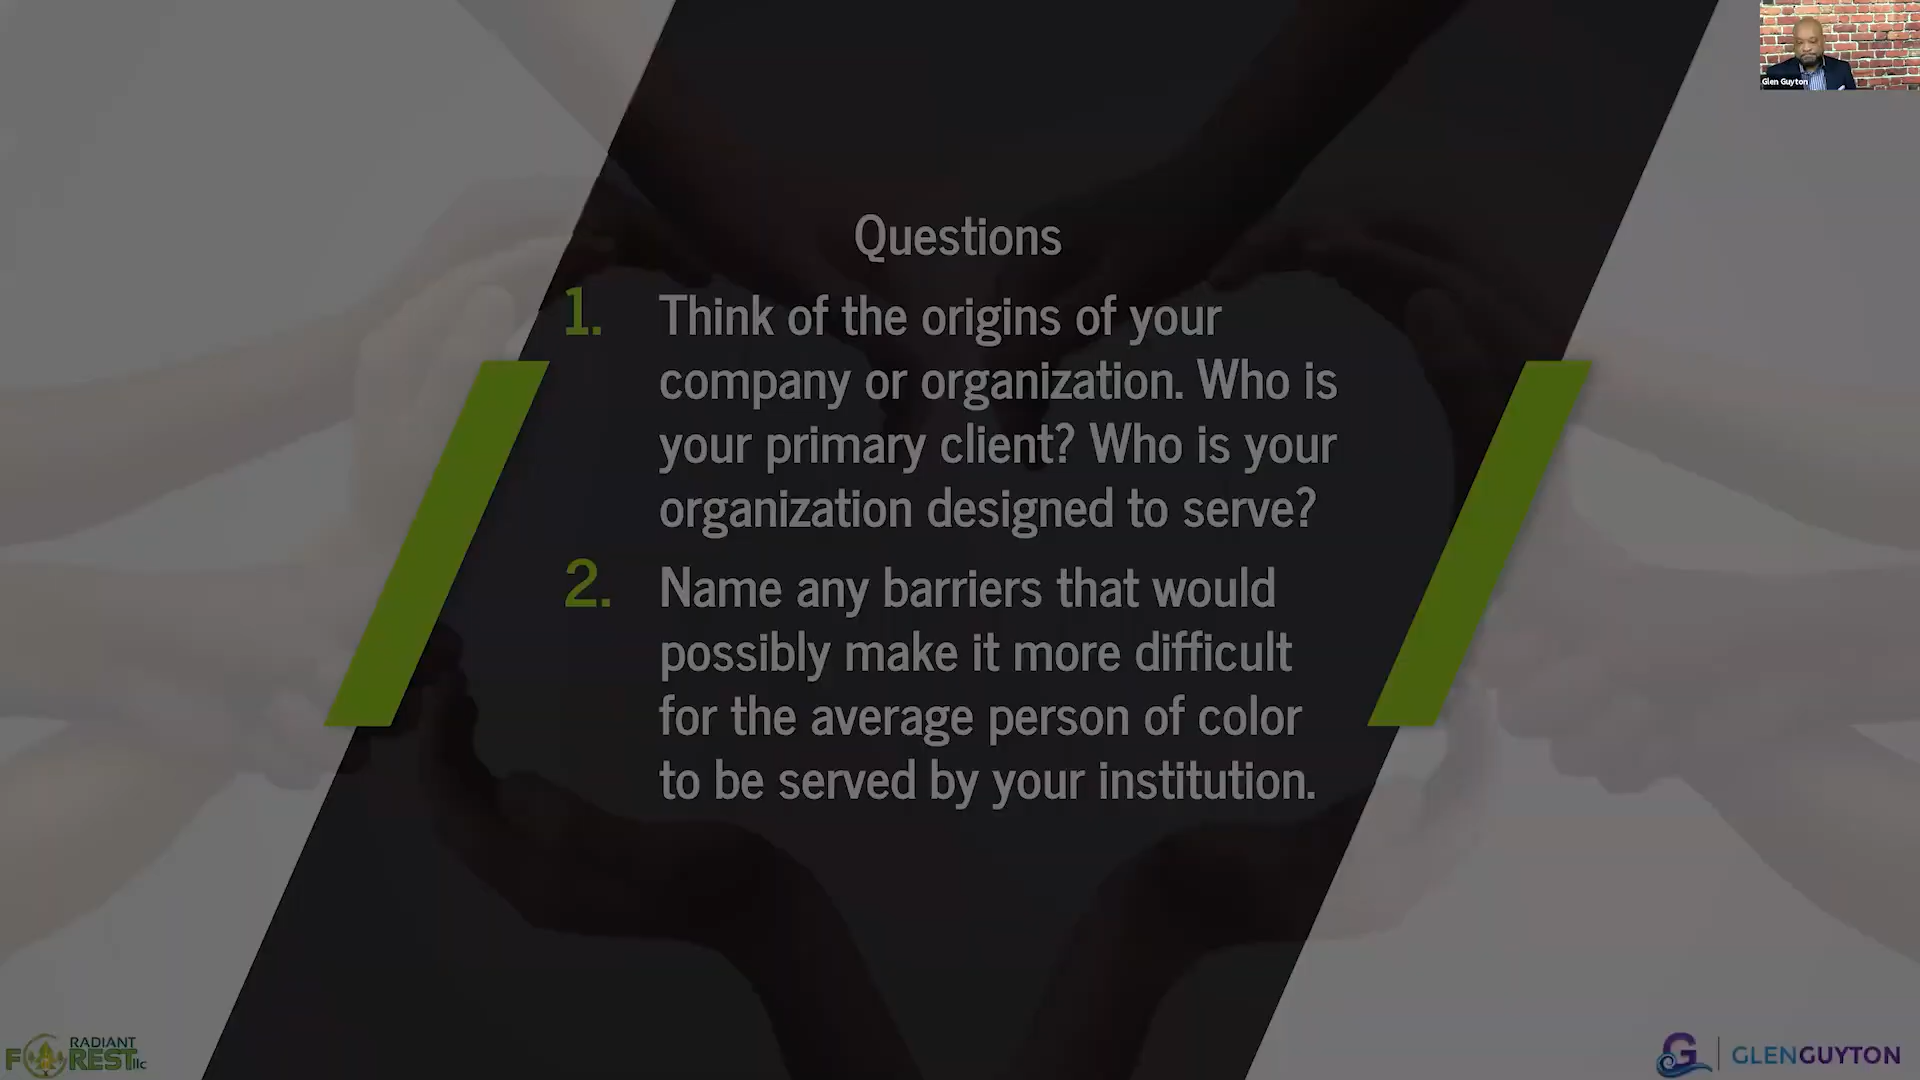 Glen Guyton
Questions
1. Think of the origins of your
company or organization. Who is
your primary client? Who is your
organization designed to serve?
2. Name any barriers that would
possibly make it more difficult
for the average person of color
to be served by your institution.
RADIANT
FOREST llc
G | GLENGUYTON